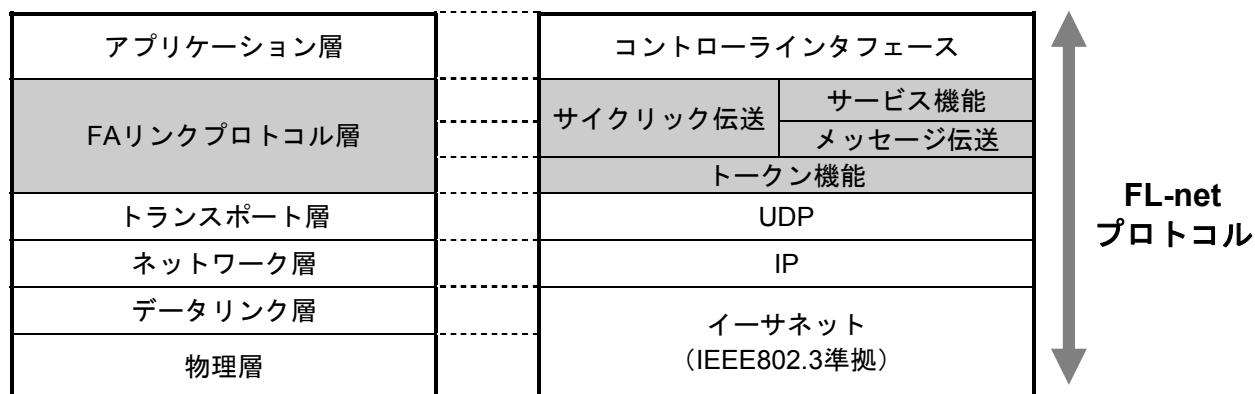 アプリケーション層
コントローラインタフェース
FAリンクプロトコル層
サイクリック伝送
サービス機能
メッセージ伝送
トークン機能
トランスポート層
UDP
ネットワーク層
IP
データリンク層
物理層
イーサネット
（IEEE802.3準拠）
FL-net
プロトコル